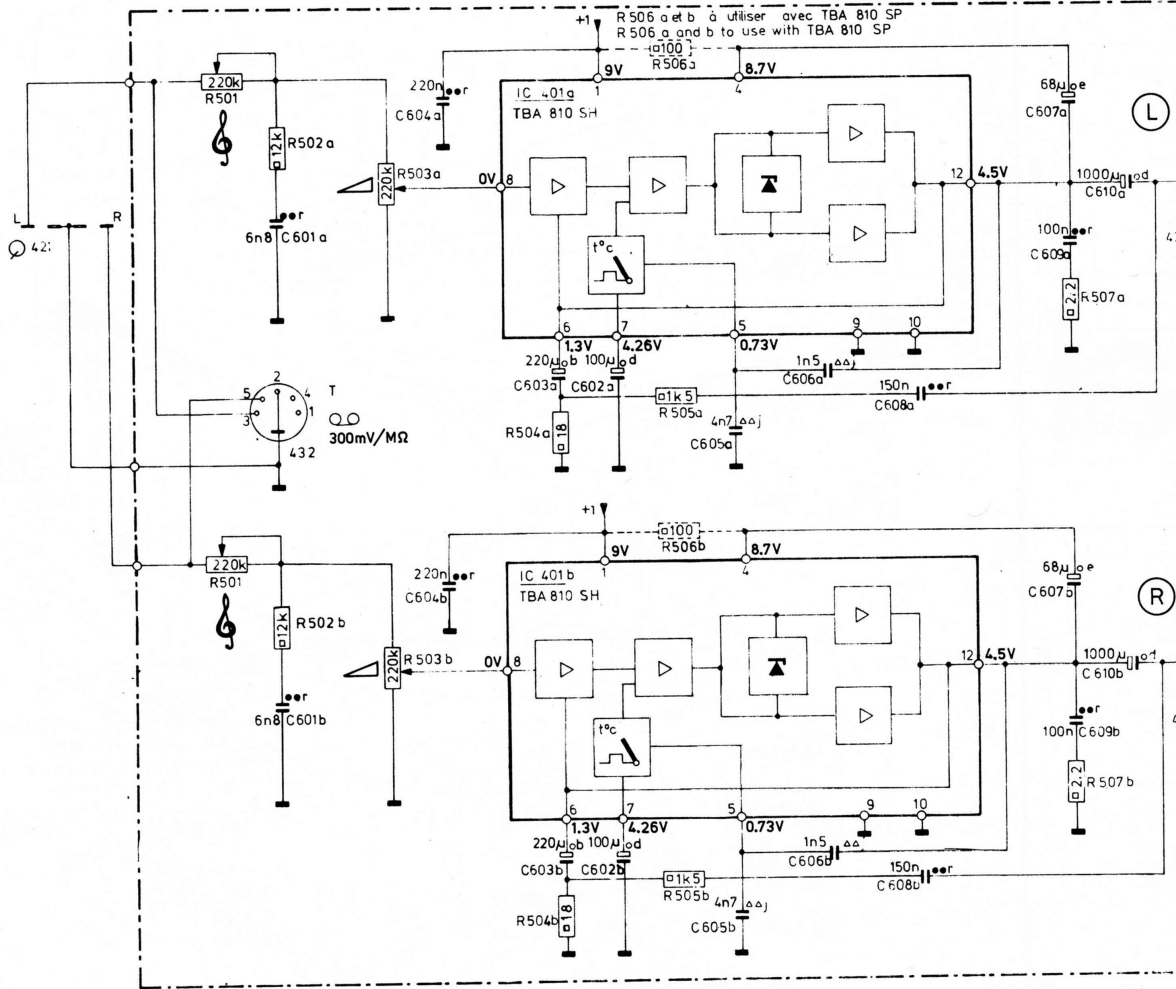 +1
R 506 a et b à utiliser avec TBA 810 SP
R 506 a and b to use with TBA 810 SP
100
R506a
9V
1
8.7V
4
220n
C604a
IC 401a
TBA 810 SH
68µ e
C607a
L
220k
R501
12k
R502a
220k
R503a
0V
8
12
4.5V
1000µ d
C610a
6n8
C601a
100n
C609a
2.2
R507a
t°c
L
R
42
6
1.3V
7
4.26V
5
0.73V
9
10
220µ b
C603a
100µ d
C602a
1n5
C606a
150n
C608a
1k5
R505a
18
R504a
4n7
C605a
2
5
4
3
1
T
300mV/MΩ
432
+1
100
R506b
9V
1
8.7V
4
220n
C604b
IC 401b
TBA 810 SH
68µ e
C607b
R
220k
R501
12k
R502b
220k
R503b
0V
8
12
4.5V
1000µ
C610b
6n8
C601b
100n
C609b
2.2
R507b
t°c
6
1.3V
7
4.26V
5
0.73V
9
10
220µ b
C603b
100µ d
C602b
1n5
C606b
150n
C608b
1k5
R505b
18
R504b
4n7
C605b